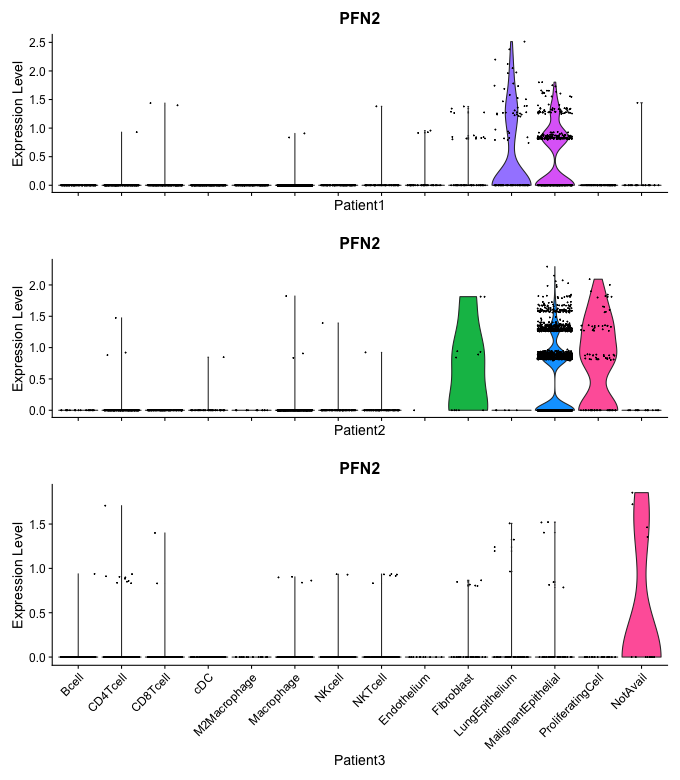 PFN2
Expression Level
2.5
2.0
1.5
1.0
0.5
0.0
Patient1
PFN2
Expression Level
2.0
1.5
1.0
0.5
0.0
Patient2
PFN2
Expression Level
1.5
1.0
0.5
0.0
Bcell
CD4Tcell
CD8Tcell
cDC
M2Macrophage
Macrophage
NKcell
NKTcell
Endothelium
Fibroblast
LungEpithelium
MalignantEpithelial
ProliferatingCell
NotAvail
Patient3